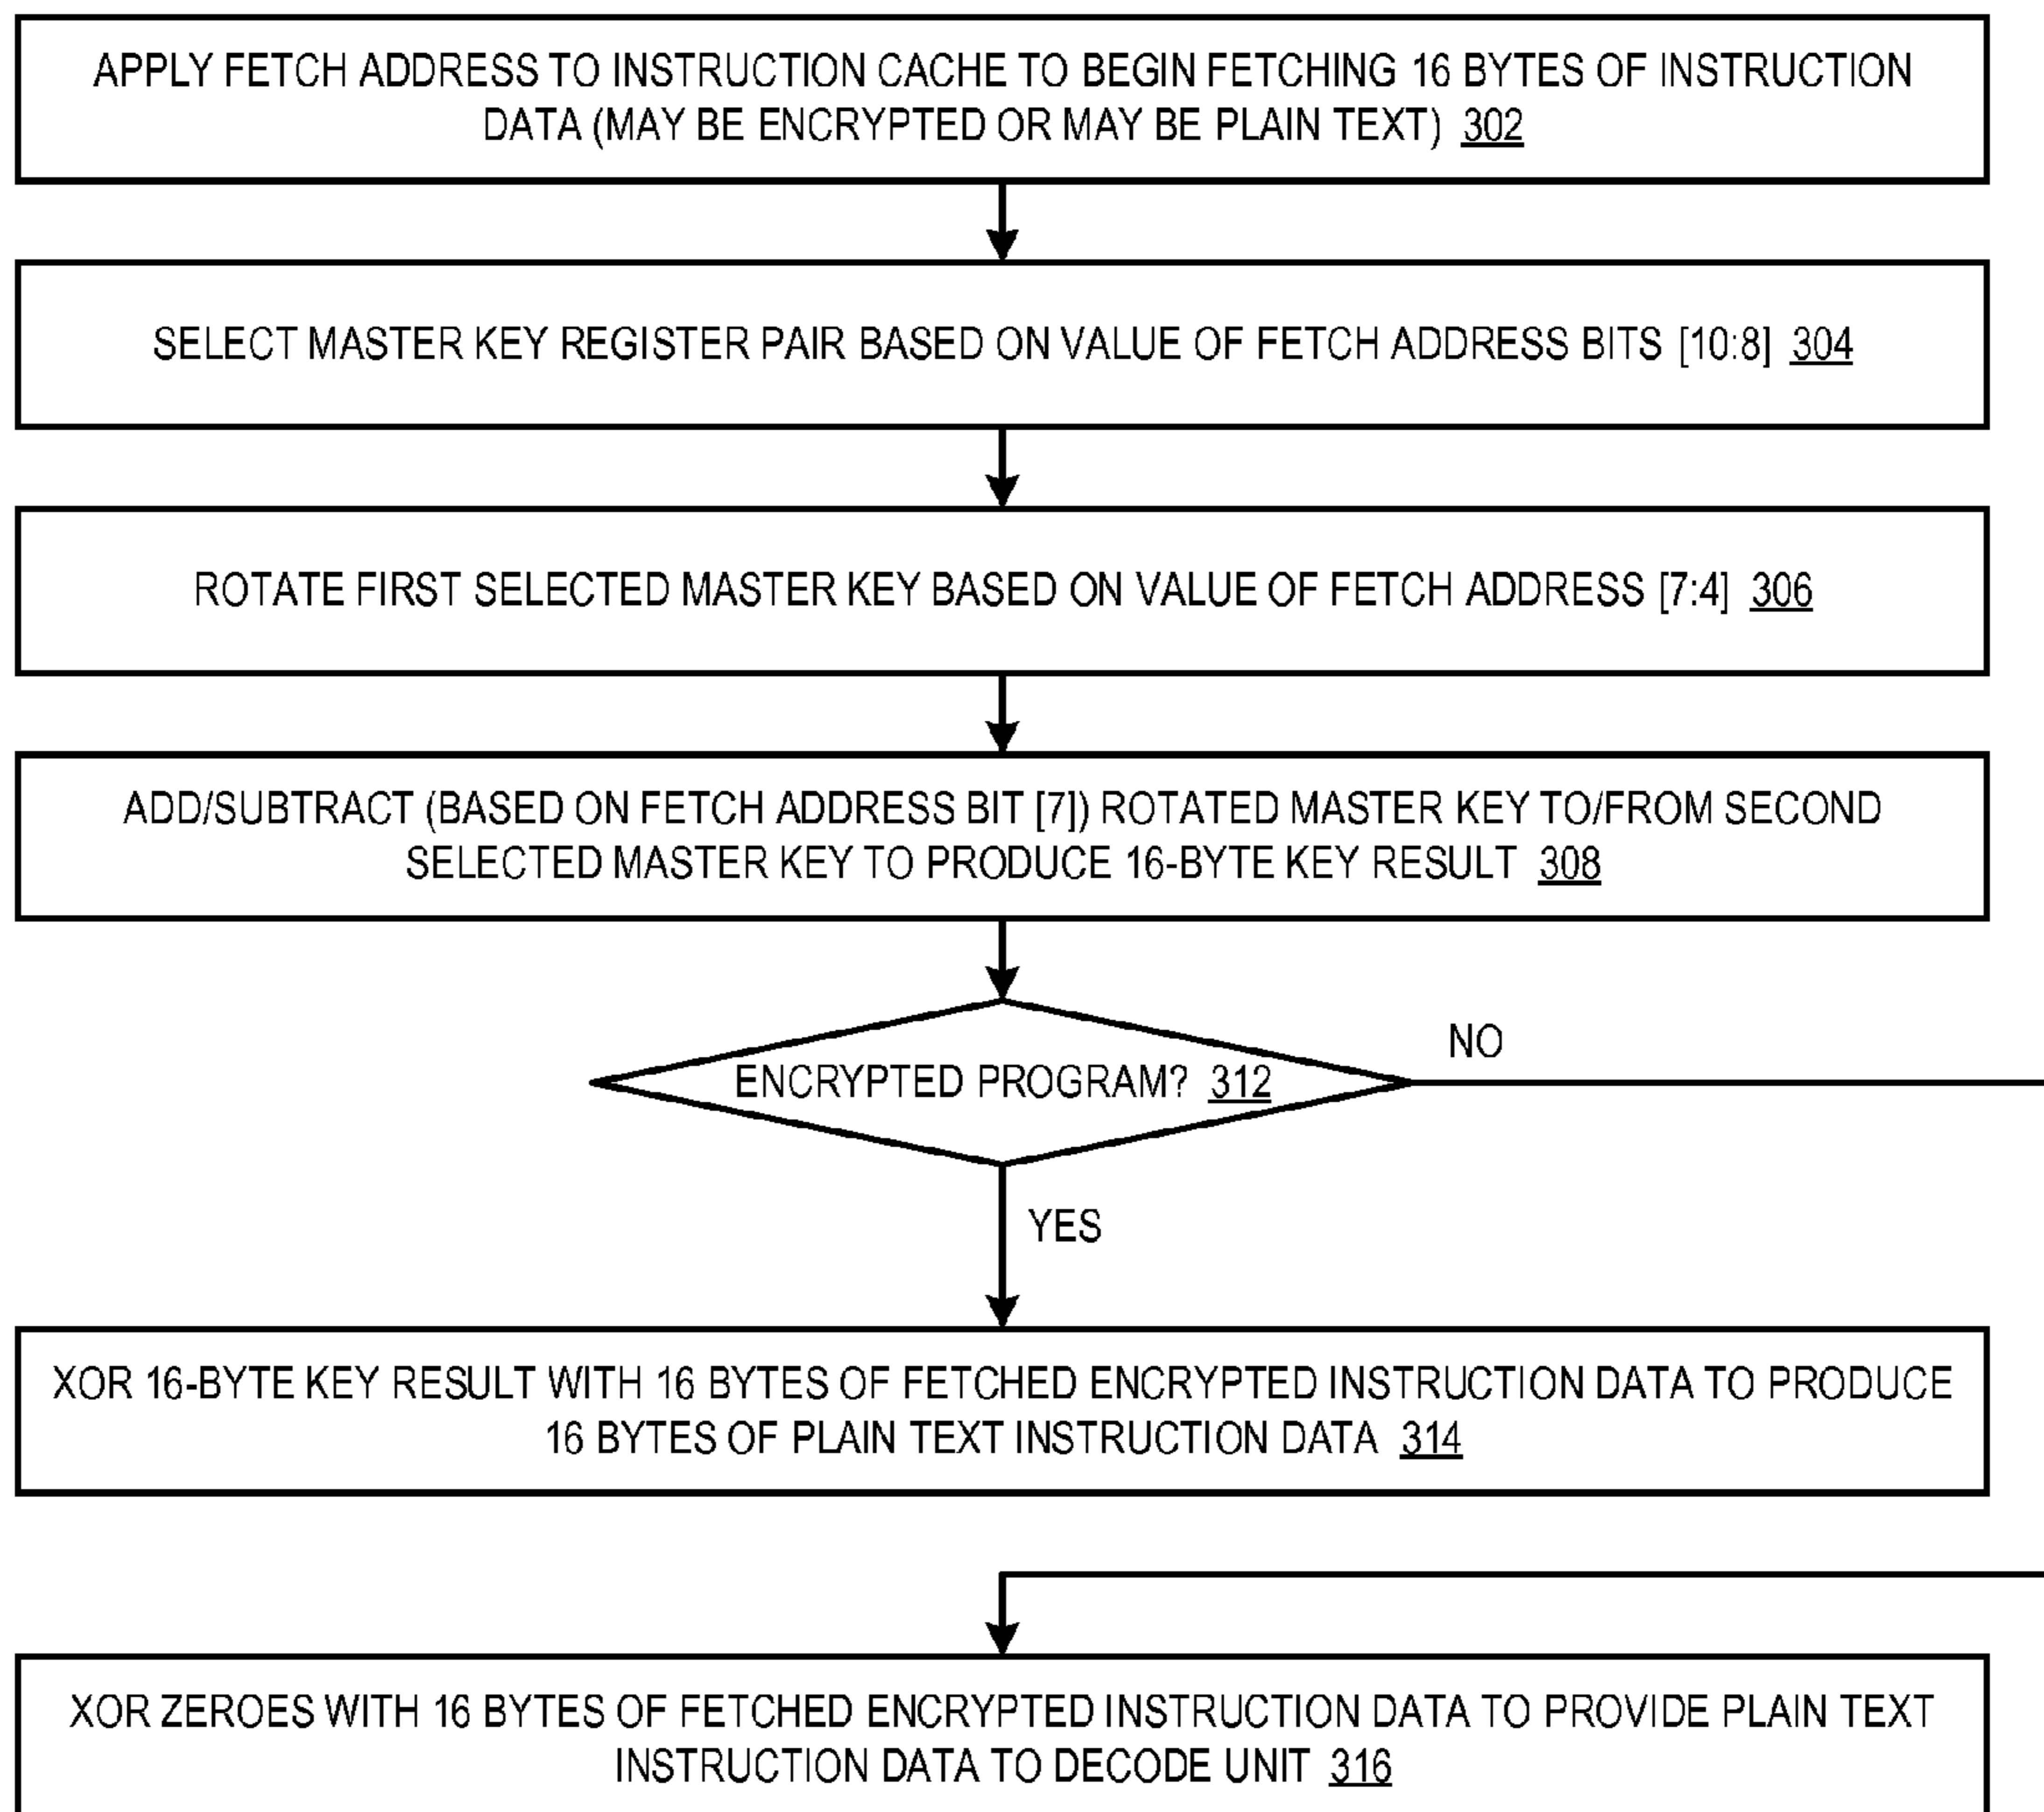 APPLY FETCH ADDRESS TO INSTRUCTION CACHE TO BEGIN FETCHING 16 BYTES OF INSTRUCTION
DATA (MAY BE ENCRYPTED OR MAY BE PLAIN TEXT) 302
SELECT MASTER KEY REGISTER PAIR BASED ON VALUE OF FETCH ADDRESS BITS [10:8] 304
ROTATE FIRST SELECTED MASTER KEY BASED ON VALUE OF FETCH ADDRESS [7:4] 306
ADD/SUBTRACT (BASED ON FETCH ADDRESS BIT [7]) ROTATED MASTER KEY TO/FROM SECOND
SELECTED MASTER KEY TO PRODUCE 16-BYTE KEY RESULT 308
NO
ENCRYPTED PROGRAM? 312
YES
XOR 16-BYTE KEY RESULT WITH 16 BYTES OF FETCHED ENCRYPTED INSTRUCTION DATA TO PRODUCE
16 BYTES OF PLAIN TEXT INSTRUCTION DATA 314
XOR ZEROES WITH 16 BYTES OF FETCHED ENCRYPTED INSTRUCTION DATA TO PROVIDE PLAIN TEXT
INSTRUCTION DATA TO DECODE UNIT 316